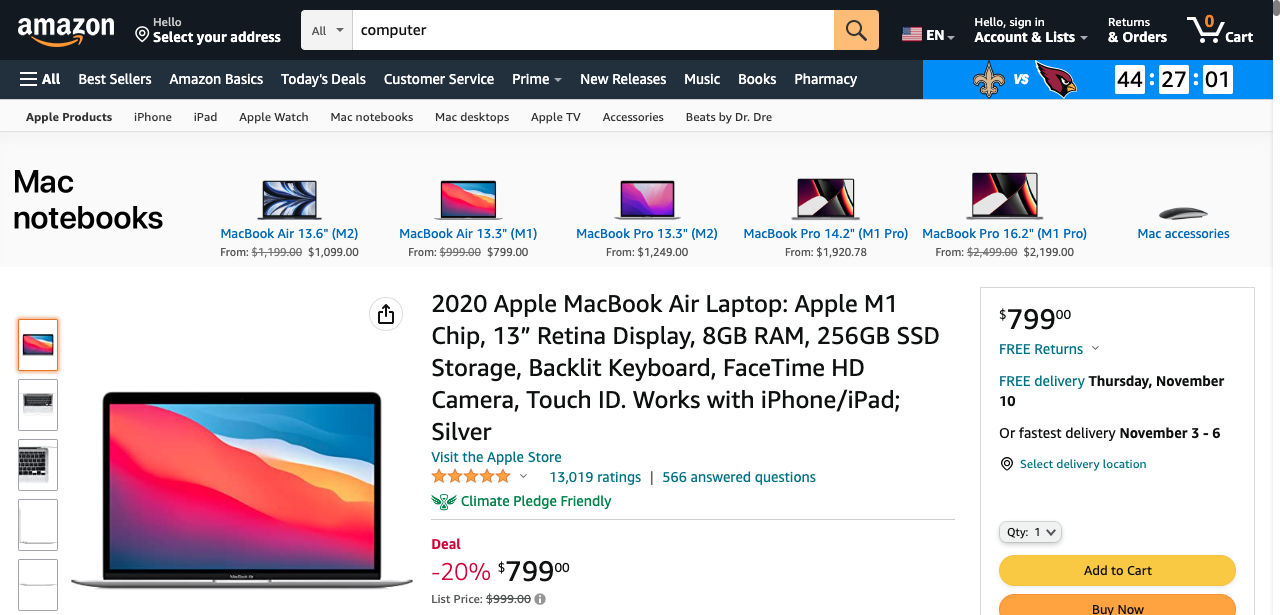 amazon
Hello
Select your address
All
computer
EN
Hello, sign in
Account & Lists
Returns
& Orders
0
Cart
All
Best Sellers
Amazon Basics
Today's Deals
Customer Service
Prime
New Releases
Music
Books
Pharmacy
VS
44 : 27 : 01
Apple Products
iPhone
iPad
Apple Watch
Mac notebooks
Mac desktops
Apple TV
Accessories
Beats by Dr. Dre
Mac
notebooks
MacBook Air 13.6" (M2)
From: $1,199.00 $1,099.00
MacBook Air 13.3" (M1)
From: $999.00 $799.00
MacBook Pro 13.3" (M2)
From: $1,249.00
MacBook Pro 14.2" (M1 Pro)
From: $1,920.78
MacBook Pro 16.2" (M1 Pro)
From: $2,499.00 $2,199.00
Mac accessories
2020 Apple MacBook Air Laptop: Apple M1
Chip, 13” Retina Display, 8GB RAM, 256GB SSD
Storage, Backlit Keyboard, FaceTime HD
Camera, Touch ID. Works with iPhone/iPad;
Silver
Visit the Apple Store
13,019 ratings | 566 answered questions
Climate Pledge Friendly
Deal
-20% $79900
List Price: $999.00
MacBook Air
$79900
FREE Returns
FREE delivery Thursday, November
10
Or fastest delivery November 3 - 6
Select delivery location
Qty: 1
Add to Cart
Buy Now